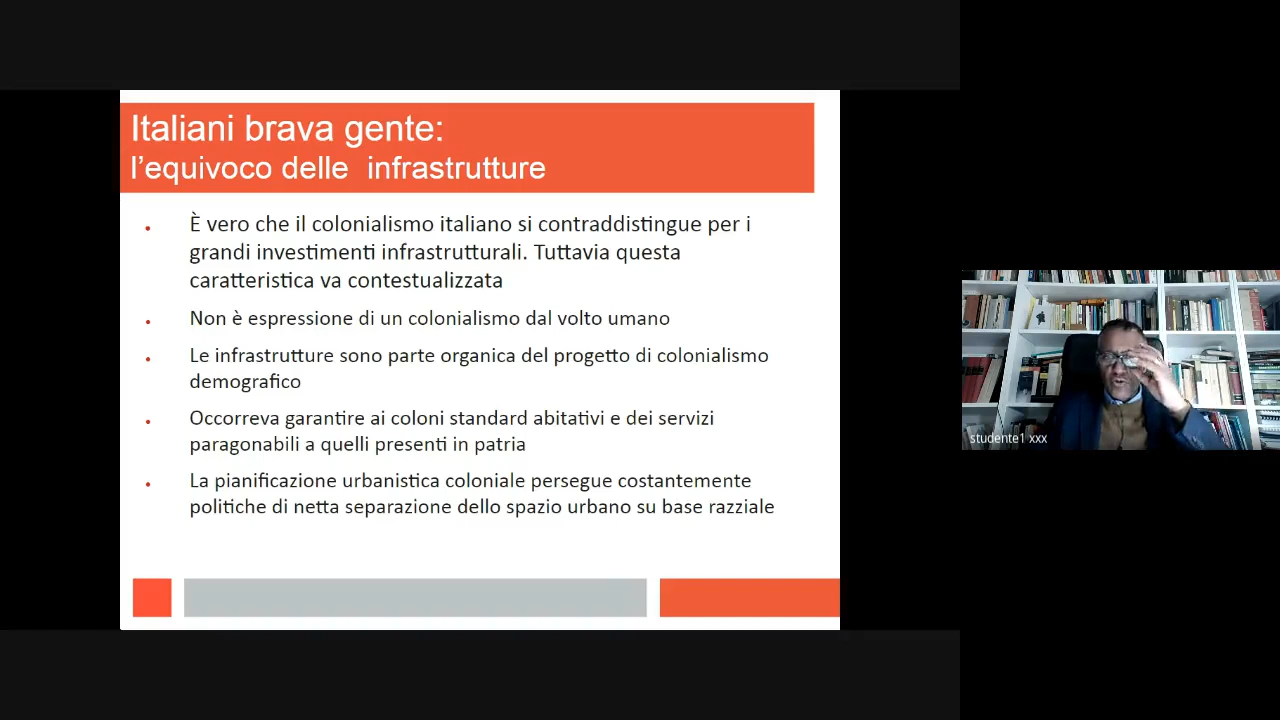 Italiani brava gente:
l'equivoco delle  infrastrutture
È vero che il colonialismo italiano si contraddistingue per i
grandi investimenti infrastrutturali. Tuttavia questa
caratteristica va contestualizzata
Non è espressione di un colonialismo dal volto umano
Le infrastrutture sono parte organica del progetto di colonialismo
demografico
Occorreva garantire ai coloni standard abitativi e dei servizi
paragonabili a quelli presenti in patria
La pianificazione urbanistica coloniale persegue costantemente
politiche di netta separazione dello spazio urbano su base razziale
studente1 xxx